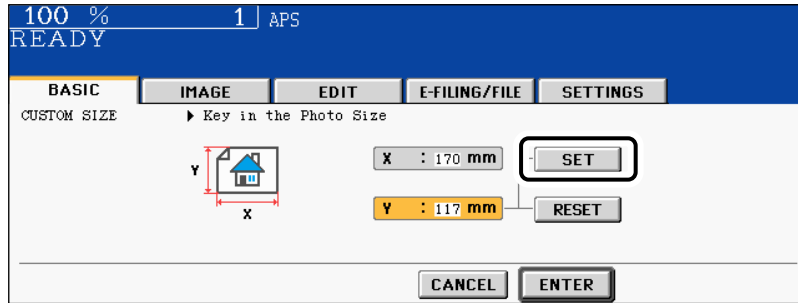 100 % 1 APS
READY
BASIC IMAGE EDIT E-FILING/FILE SETTINGS
CUSTOM SIZE ▶ Key in the Photo Size
X : 170 mm SET
Y
Y : 117 mm RESET
X
CANCEL ENTER